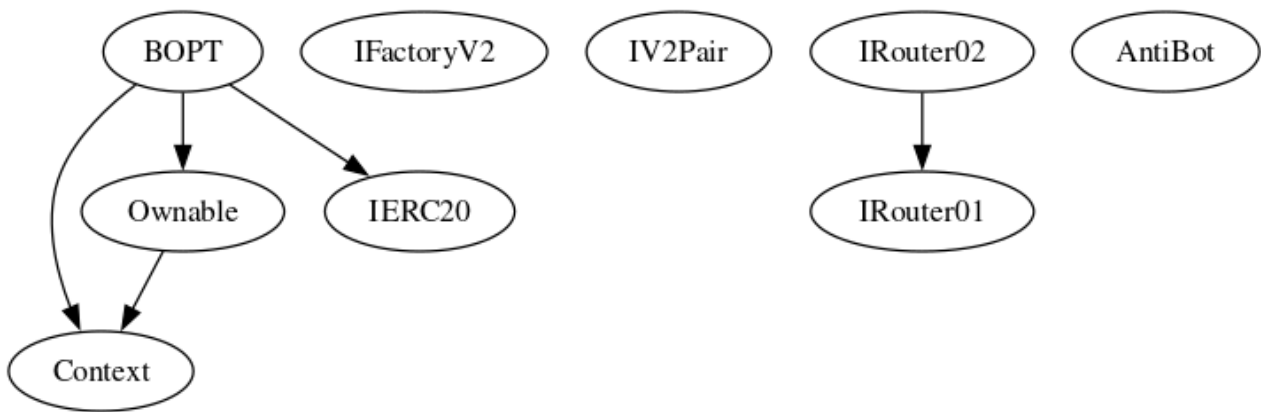 BOPT
IFactoryV2
IV2Pair
IRouter02
AntiBot
Ownable
IERC20
IRouter01
Context